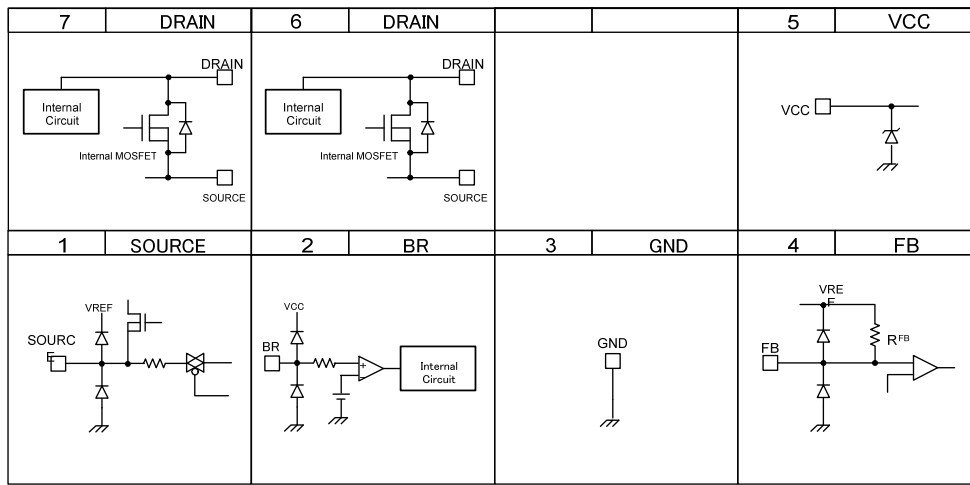 7 DRAIN 6 DRAIN 5 VCC
DRAIN
Internal
Circuit
Internal MOSFET
SOURCE
DRAIN
Internal
Circuit
Internal MOSFET
SOURCE
VCC
1 SOURCE 2 BR 3 GND 4 FB
VREF
SOURC
E
VCC
BR
+
−
Internal
Circuit
GND
VRE
F
RFB
FB